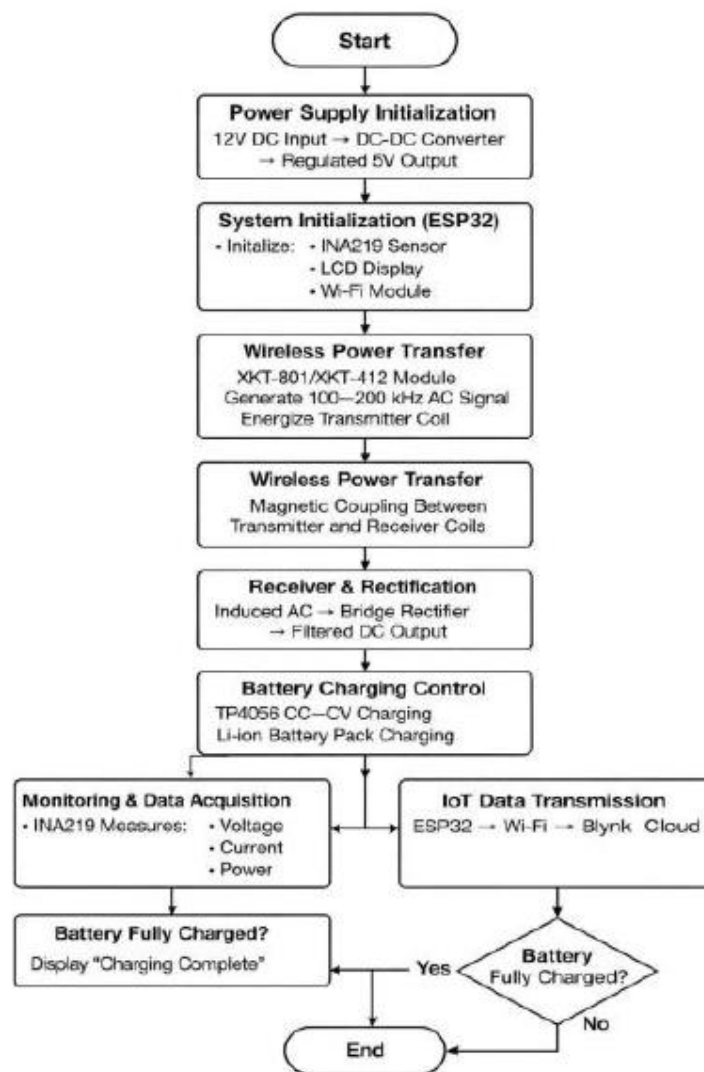 Start
Power Supply Initialization
12V DC Input → DC-DC Converter
→ Regulated 5V Output
System Initialization (ESP32)
• Initalize: • INA219 Sensor
• LCD Display
• Wi-Fi Module
Wireless Power Transfer
XKT-801/XKT-412 Module
Generate 100—200 kHz AC Signal
Energize Transmitter Coil
Wireless Power Transfer
Magnetic Coupling Between
Transmitter and Receiver Coils
Receiver & Rectification
Induced AC → Bridge Rectifier
→ Filtered DC Output
Battery Charging Control
TP4056 CC—CV Charging
Li-ion Battery Pack Charging
Monitoring & Data Acquisition
• INA219 Measures: • Voltage
• Current
• Power
IoT Data Transmission
ESP32 → Wi-Fi → Blynk Cloud
Battery Fully Charged?
Display “Charging Complete”
Yes
Battery
Fully Charged?
No
End